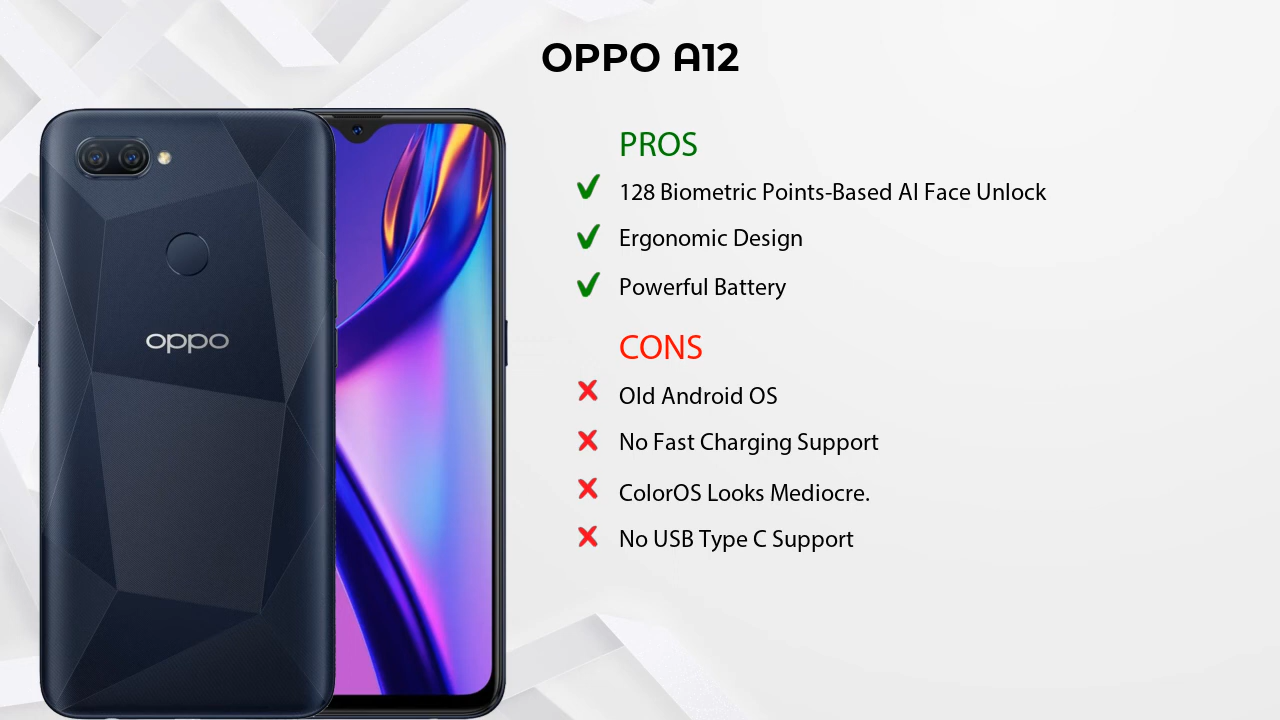 OPPO A12
oppo
PROS
128 Biometric Points-Based AI Face Unlock
Ergonomic Design
Powerful Battery
CONS
Old Android OS
No Fast Charging Support
ColorOS Looks Mediocre.
No USB Type C Support